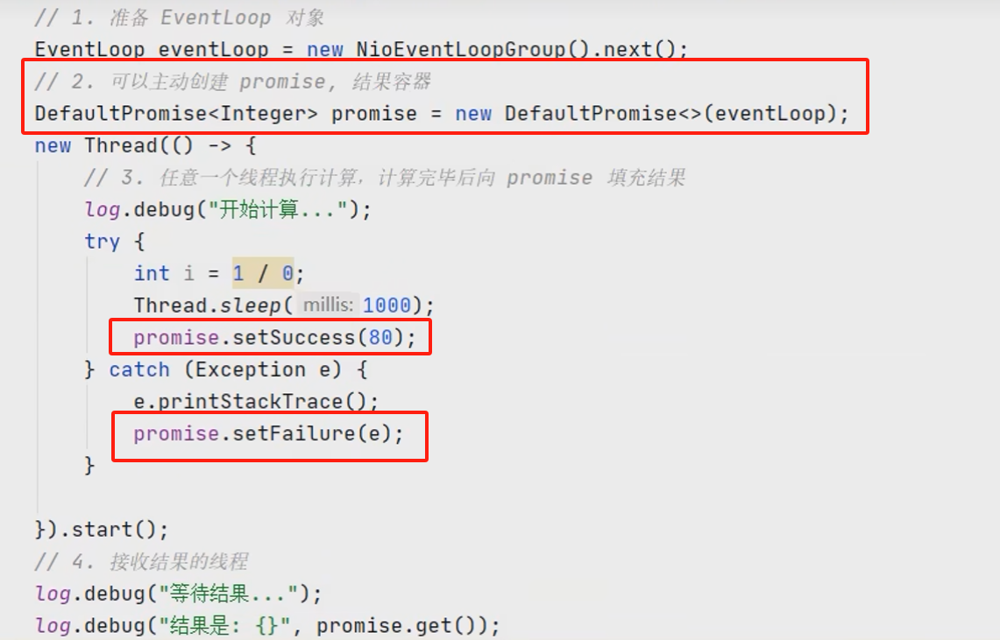 // 1. 准备 EventLoop 对象
EventLoop eventLoop = new NioEventLoopGroup().next();
// 2. 可以主动创建 promise, 结果容器
DefaultPromise<Integer> promise = new DefaultPromise<>(eventLoop);
new Thread(() -> {
// 3. 任意一个线程执行计算，计算完毕后向 promise 填充结果
log.debug("开始计算...");
try {
int i = 1 / 0;
Thread.sleep( millis: 1000);
promise.setSuccess(80);
} catch (Exception e) {
e.printStackTrace();
promise.setFailure(e);
}
}).start();
// 4. 接收结果的线程
log.debug("等待结果...");
log.debug("结果是: {}", promise.get());